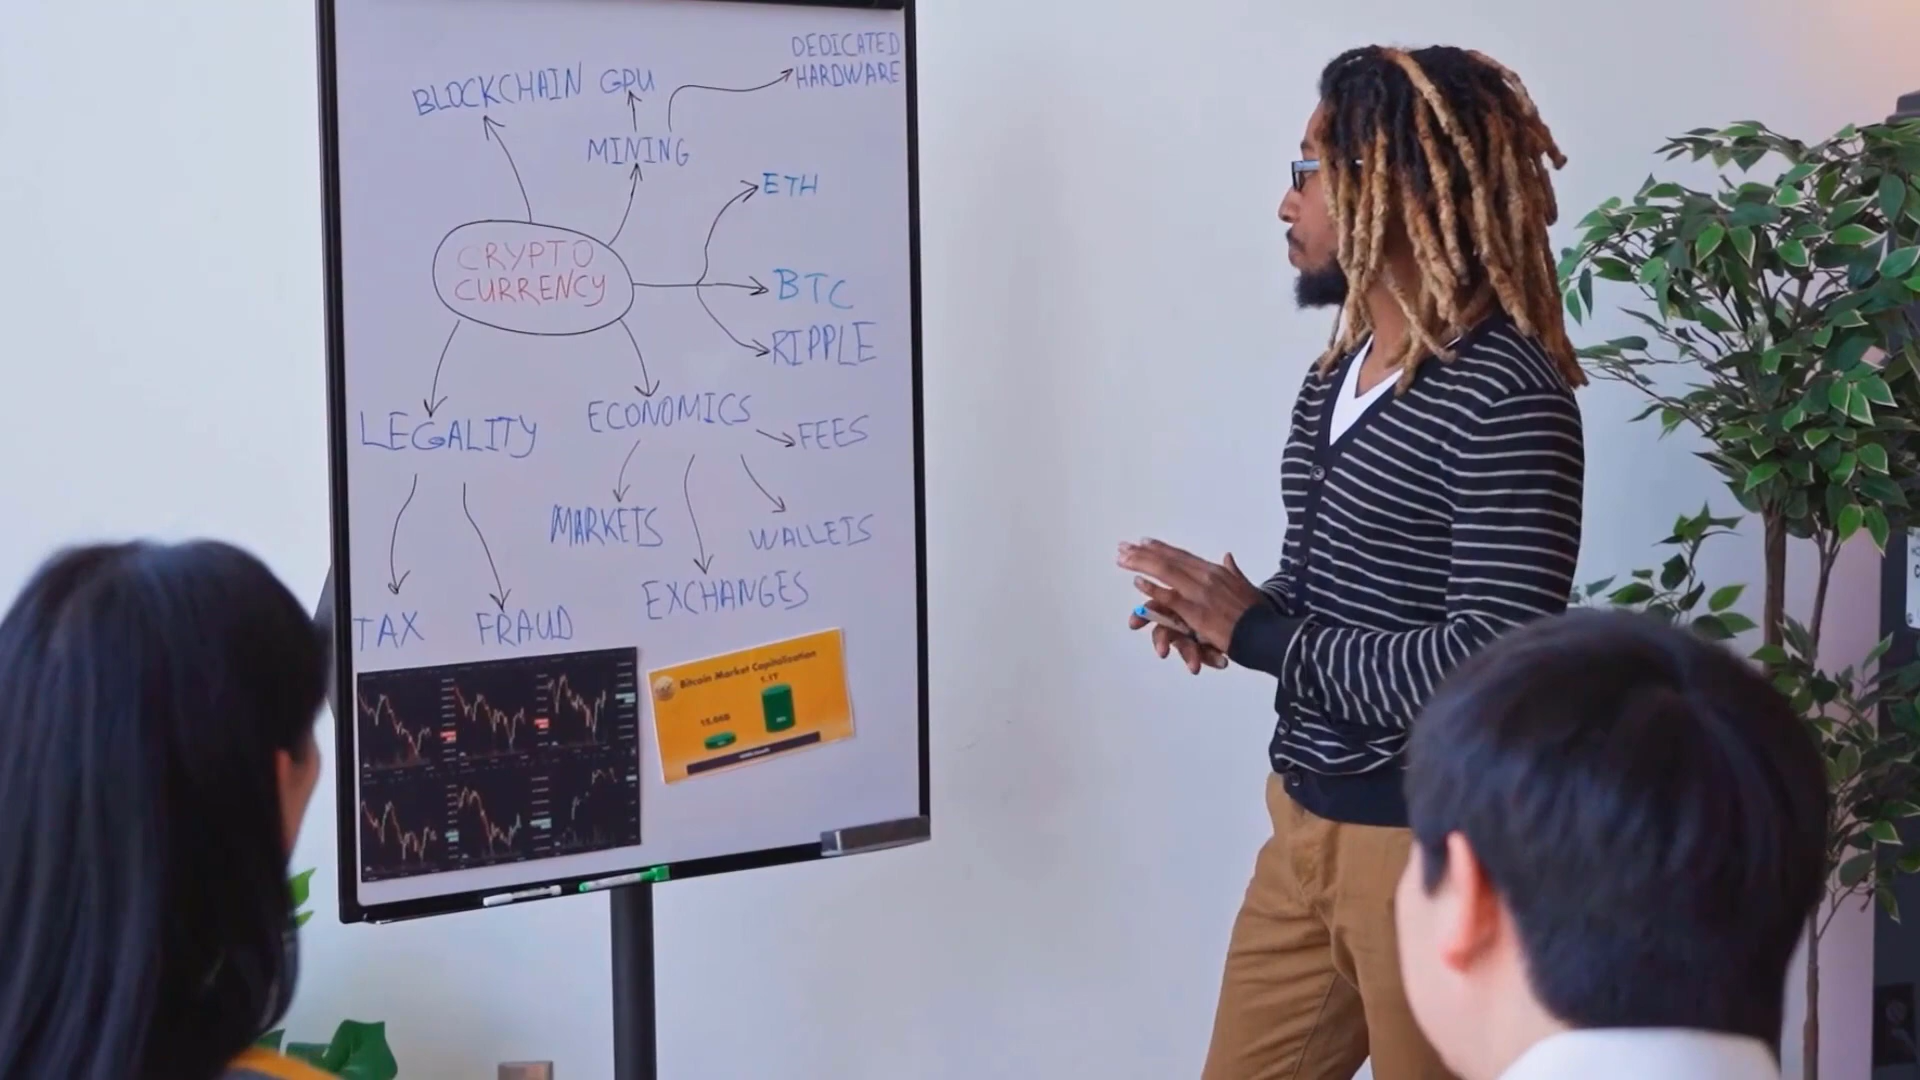 DEDICATED
HARDWARE
BLOCKCHAIN
GPU
MINING
ETH
CRYPTO
CURRENCY
BTC
RIPPLE
LEGALITY
ECONOMICS
FEES
MARKETS
WALLETS
EXCHANGES
TAX
FRAUD
Bitcoin Market Capitalisation
1.1T